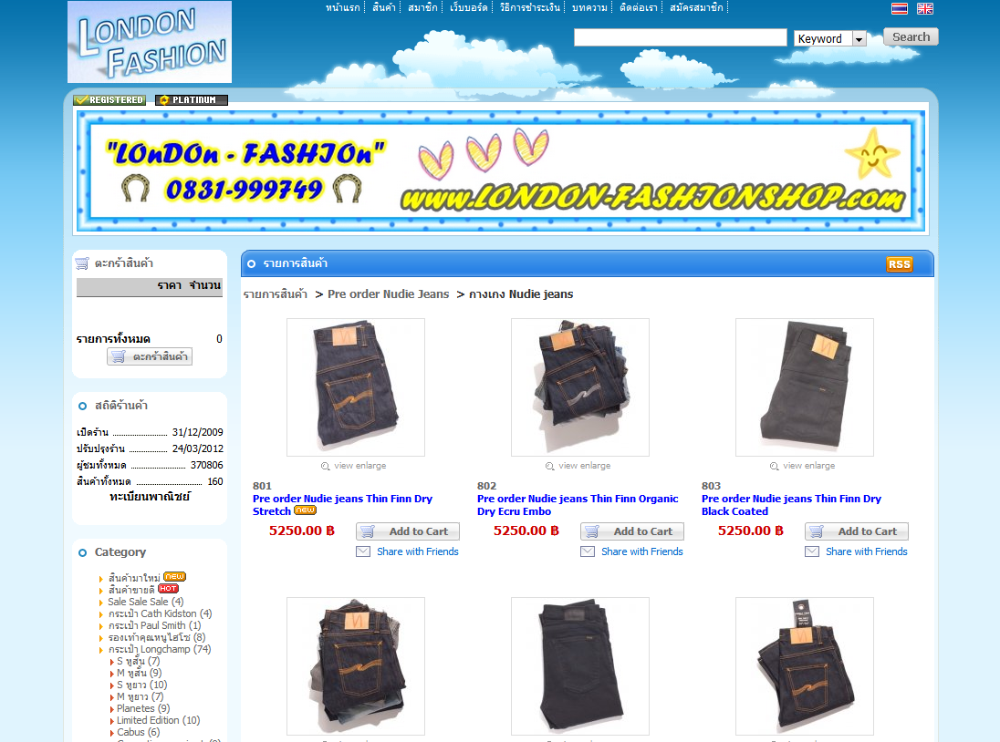 LONDON
FASHION
หน้าแรก สินค้า สมาชิก เว็บบอร์ด วิธีการชำระเงิน บทความ ติดต่อเรา สมัครสมาชิก
Keyword
Search
REGISTERED PLATINUM
"LOnDOn - FASHIOn"
0831-999749
www.LONDON-FASHIONSHOP.com
ตะกร้าสินค้า
ราคา จำนวน
รายการทั้งหมด 0
ตะกร้าสินค้า
สถิติร้านค้า
เปิดร้าน 31/12/2009
ปรับปรุงร้าน 24/03/2012
ผู้ชมทั้งหมด 370806
สินค้าทั้งหมด 160
ทะเบียนพาณิชย์
Category
สินค้ามาใหม่ new
สินค้าขายดี HOT
Sale Sale Sale (4)
กระเป๋า Cath Kidston (4)
กระเป๋า Paul Smith (1)
รองเท้าคุณหนูไฮโซ (8)
กระเป๋า Longchamp (74)
S หูสั้น (7)
M หูสั้น (9)
S หูยาว (10)
M หูยาว (7)
Planetes (9)
Limited Edition (10)
Cabus (6)
รายการสินค้า
RSS
รายการสินค้า > Pre order Nudie Jeans > กางเกง Nudie jeans
view enlarge
801
Pre order Nudie jeans Thin Finn Dry
Stretch new
5250.00 B
Add to Cart
Share with Friends
view enlarge
802
Pre order Nudie jeans Thin Finn Organic
Dry Ecru Embo
5250.00 B
Add to Cart
Share with Friends
view enlarge
803
Pre order Nudie jeans Thin Finn Dry
Black Coated
5250.00 B
Add to Cart
Share with Friends